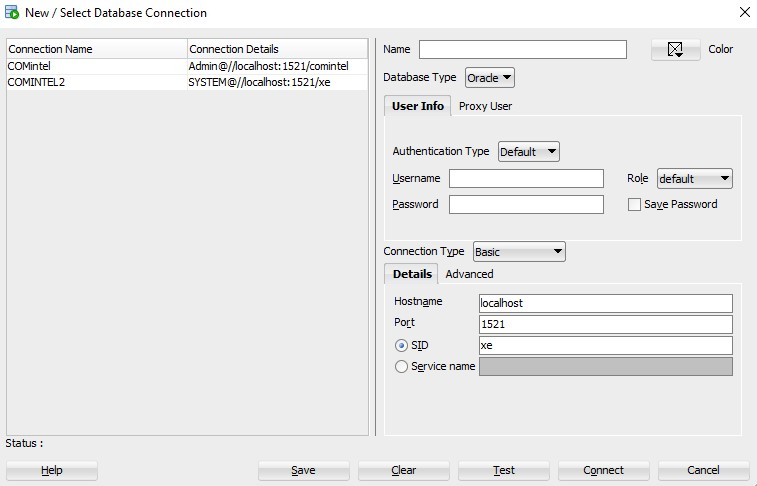 New / Select Database Connection
Connection Name Connection Details
COMintel Admin@//localhost:1521/comintel
COMINTEL2 SYSTEM@//localhost:1521/xe
Name Color
Database Type Oracle
User Info Proxy User
Authentication Type Default
Username Role default
Password Save Password
Connection Type Basic
Details Advanced
Hostname localhost
Port 1521
SID xe
Service name
Status :
Help Save Clear Test Connect Cancel